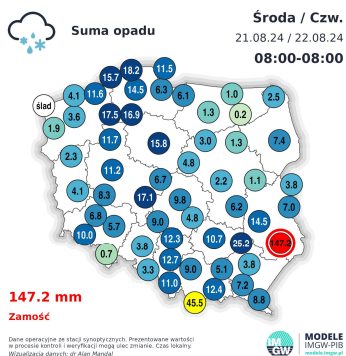 Suma opadu
Środa / Czw.
21.08.24 / 22.08.24
08:00-08:00
18.2 11.5
15.7
14.5 6.3 6.1
4.1 11.6
1.0 2.5
ślad
3.6 17.5 16.9
1.3 0.2
1.9
11.7 15.8 3.0 1.3 7.4
2.3
4.8
11.2
6.7 2.2 1.1 3.8
4.1 8.3 17.1 9.8
6.2 7.0
6.8 5.7 9.0 4.8 14.5
10.0 12.3 10.7 25.2 147.2
0.7 3.8
12.7
3.3 9.0 5.1 3.8
11.0 12.4 7.2
45.5 8.8
147.2 mm
Zamość
Dane operacyjne ze stacji synoptycznych. Prezentowane wartości
w procesie kontroli i weryfikacji mogą ulec zmianie. Czas lokalny.
Wizualizacja danych: dr Alan Mandal
IM
GW
MODELE
IMGW-PIB
modele.imgw.pl